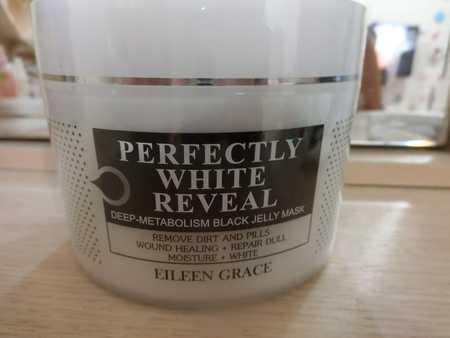 PERFECTLY
WHITE
REVEAL
DEEP-METABOLISM BLACK JELLY MASK
REMOVE DIRT AND PILLS
WOUND HEALING + REPAIR DULL
MOISTURE + WHITE
EILEEN GRACE